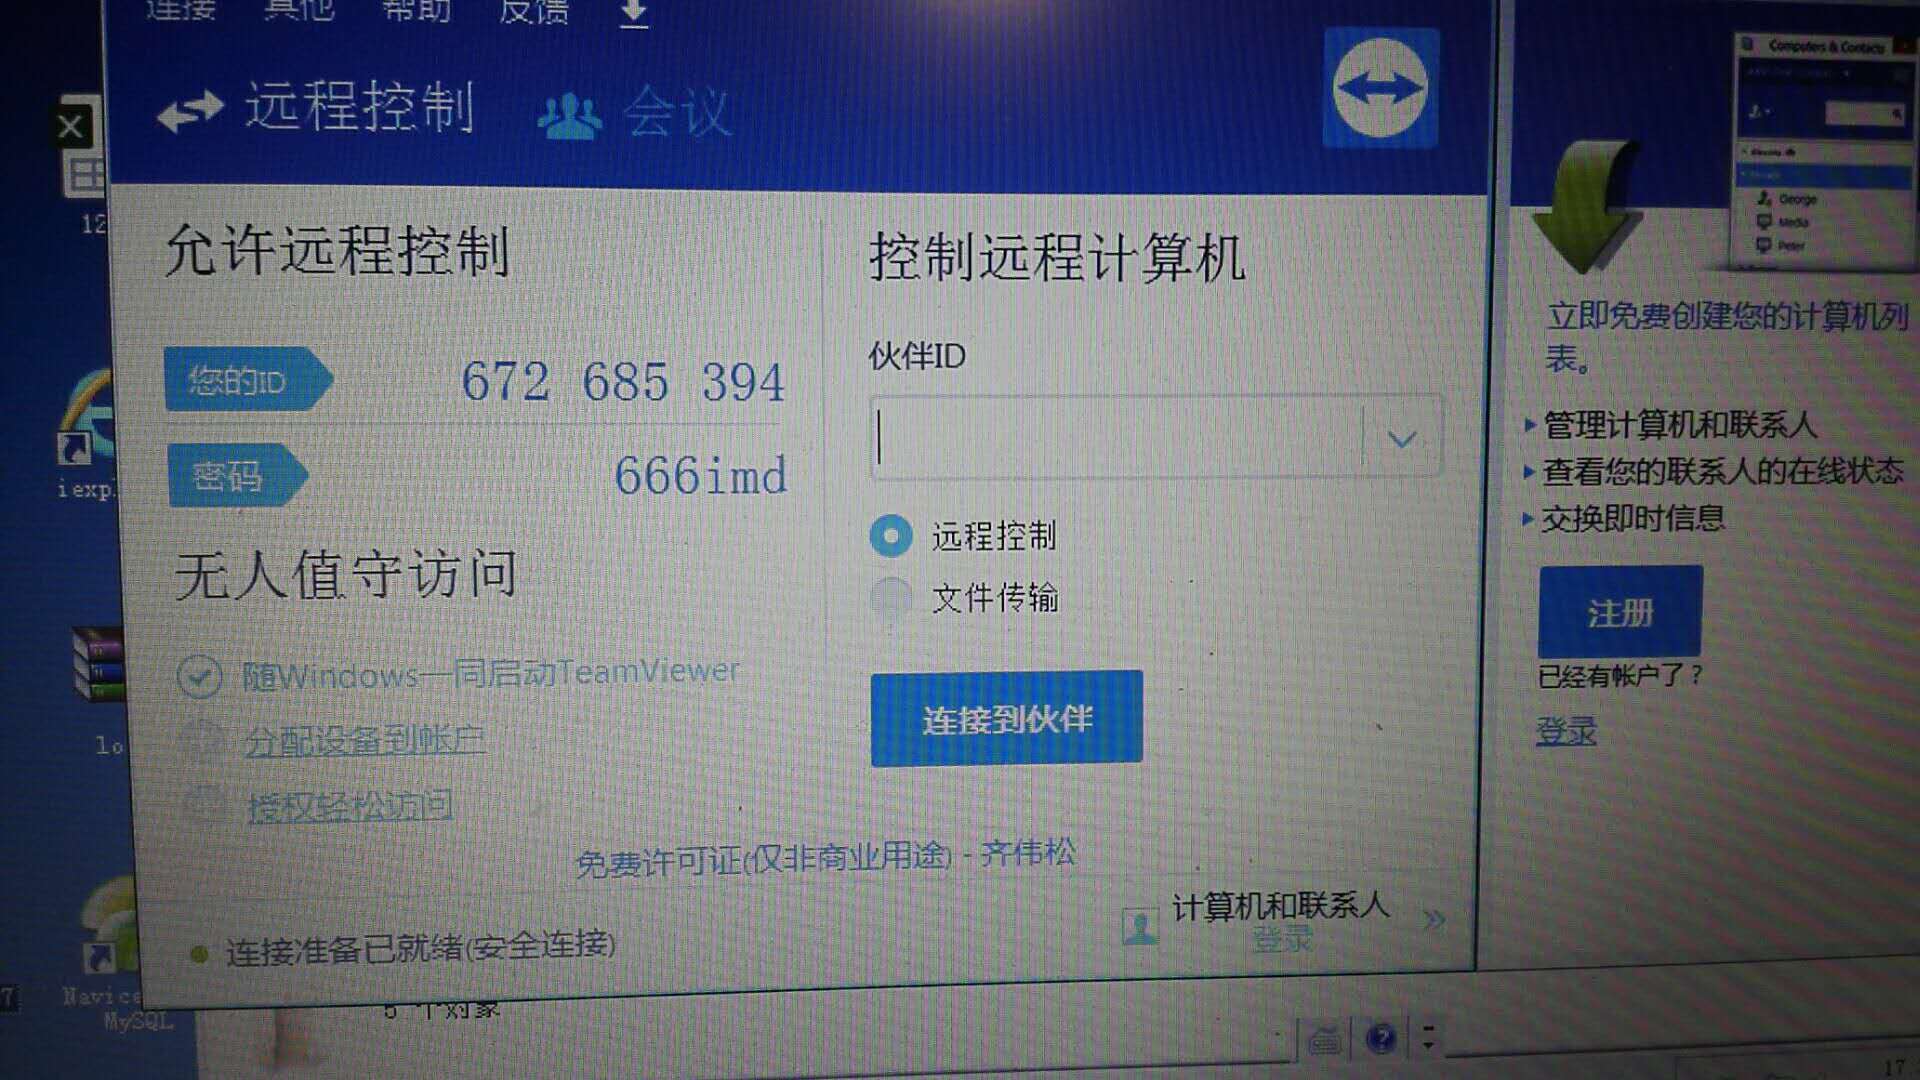 连接 其他 帮助 反馈
远程控制 会议
Computers & Contacts
George
Media
Peter
允许远程控制
您的ID 672 685 394
密码 666imd
无人值守访问
随Windows一同启动TeamViewer
分配设备到帐户
授权轻松访问
控制远程计算机
伙伴ID
远程控制
文件传输
连接到伙伴
免费许可证(仅非商业用途) - 齐伟松
计算机和联系人
登录
连接准备已就绪(安全连接)
立即免费创建您的计算机列
表。
管理计算机和联系人
查看您的联系人的在线状态
交换即时信息
注册
已经有帐户了？
登录
12
iexpl
lo
Navica
MySQL
5 个对象
17